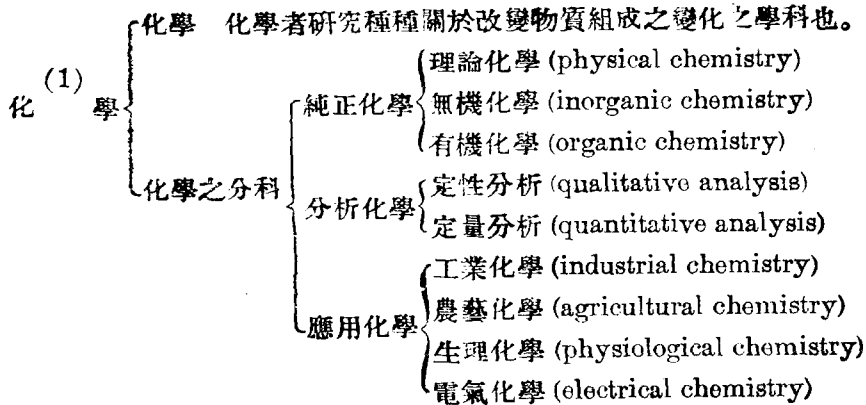 化學 化學者研究種種關於改變物質組成之變化之學科也。
(1)
化學
理論化學 (physical chemistry)
純正化學
無機化學 (inorganic chemistry)
有機化學 (organic chemistry)
化學之分科
定性分析 (qualitative analysis)
分析化學
定量分析 (quantitative analysis)
工業化學 (industrial chemistry)
農藝化學 (agricultural chemistry)
應用化學
生理化學 (physiological chemistry)
電氣化學 (electrical chemistry)